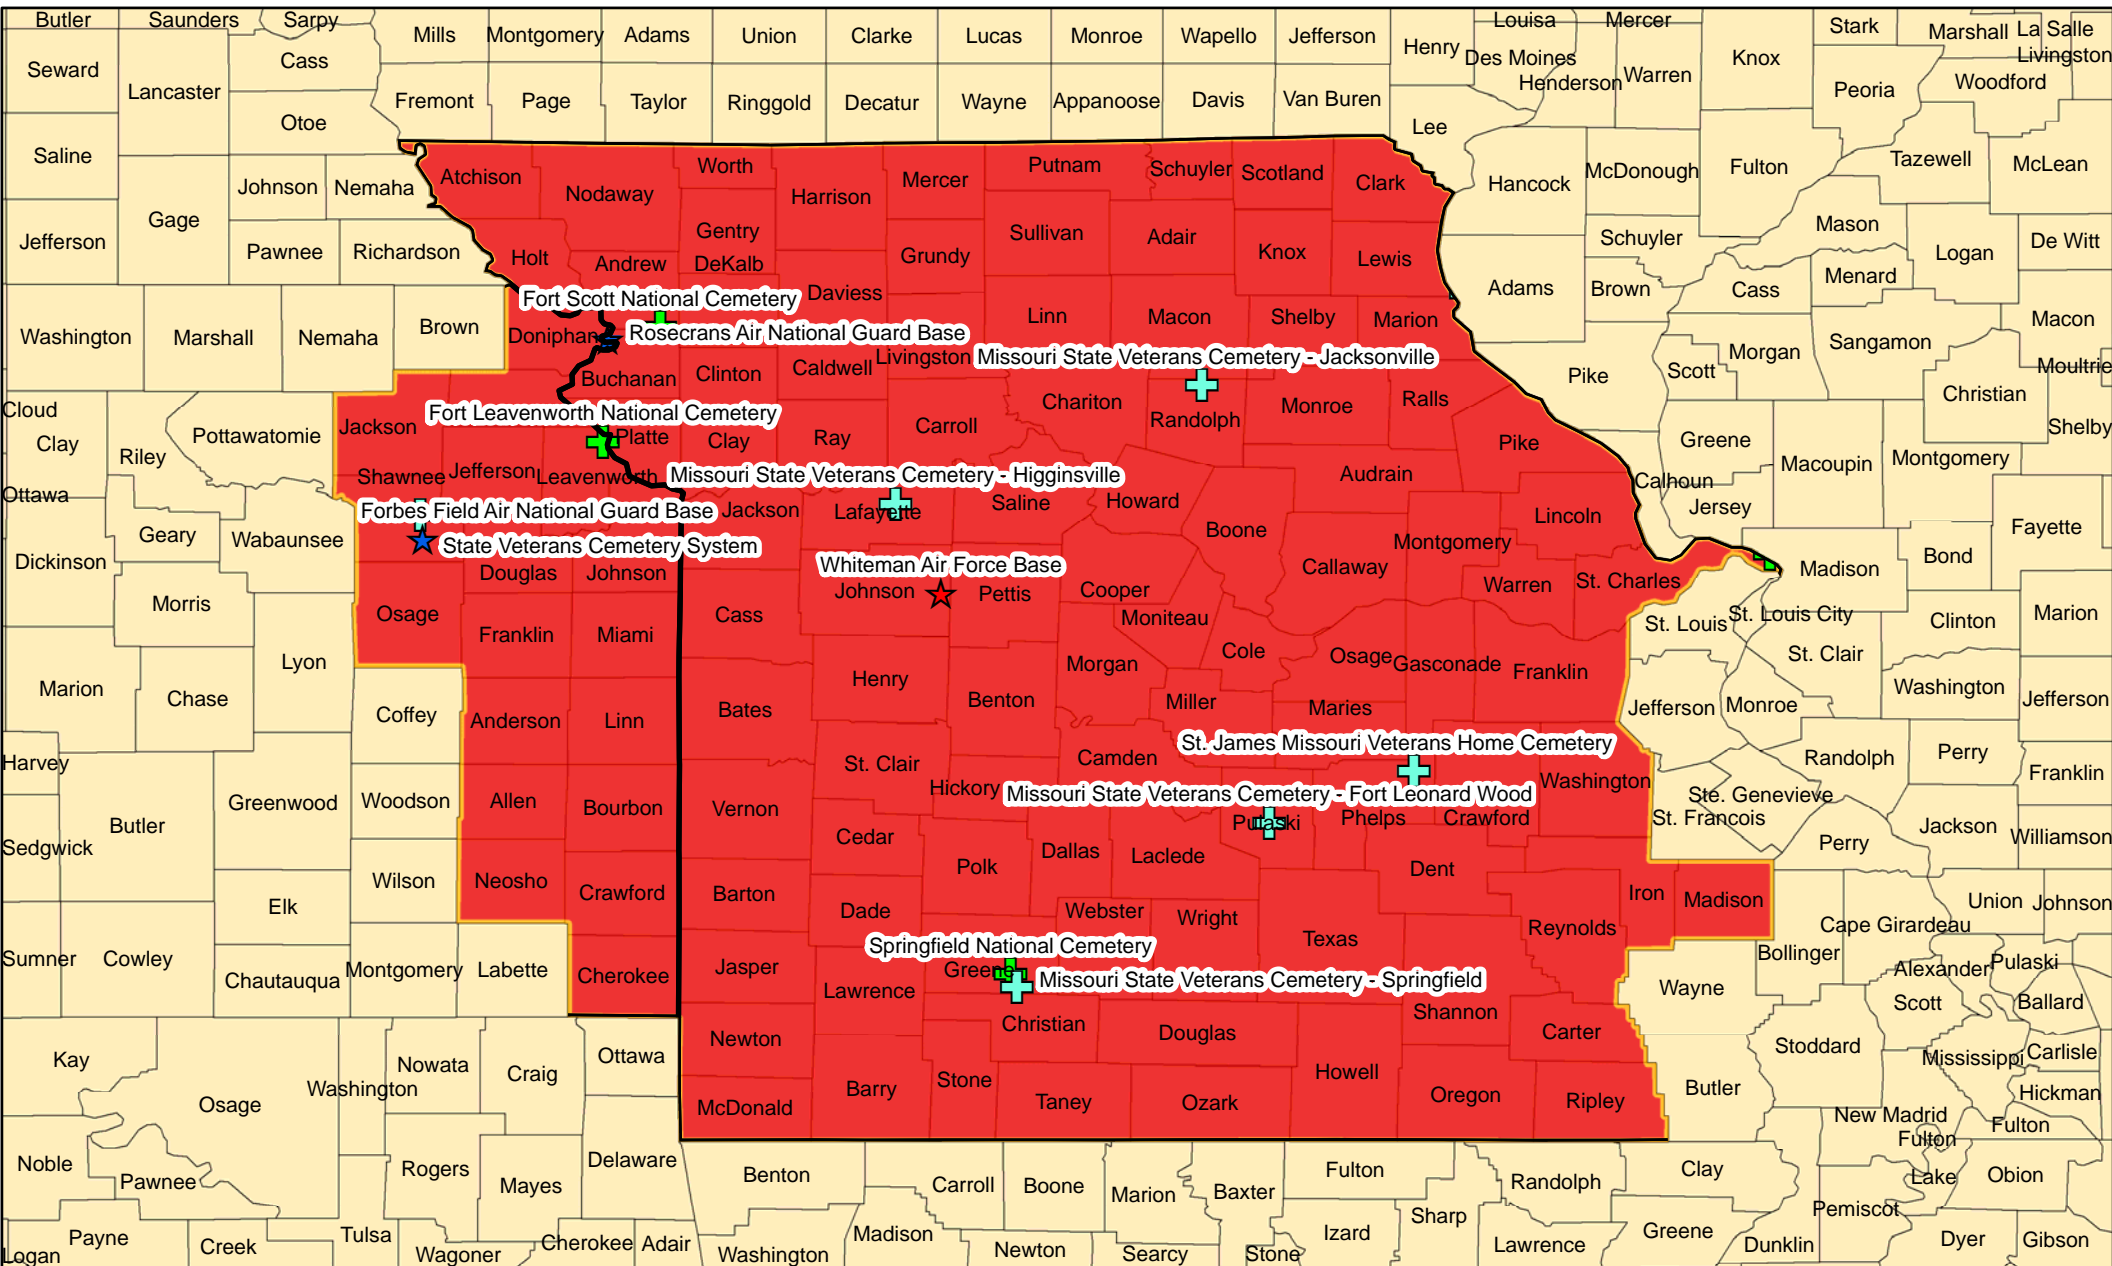 Butler
Saunders
Sarpy
Mills
Montgomery
Adams
Union
Clarke
Lucas
Monroe
Wapello
Jefferson
Henry
Louisa
Mercer
Knox
Stark
Marshall
La Salle
Livingston
Seward
Lancaster
Cass
Des Moines
Henderson
Warren
Peoria
Woodford
Fremont
Page
Taylor
Ringgold
Decatur
Wayne
Appanoose
Davis
Van Buren
Lee
Otoe
Saline
Johnson
Nemaha
Hancock
McDonough
Fulton
Tazewell
McLean
Gage
Jefferson
Pawnee
Richardson
Atchison
Nodaway
Worth
Harrison
Mercer
Putnam
Schuyler
Scotland
Clark
Gentry
Sullivan
Adair
Knox
Lewis
Holt
Andrew
DeKalb
Grundy
Daviess
Schuyler
Mason
Logan
De Witt
Adams
Brown
Cass
Menard
Macon
Washington
Marshall
Nemaha
Brown
Doniphan
Fort Scott National Cemetery
Rosecrans Air National Guard Base
Linn
Macon
Shelby
Marion
Livingston
Missouri State Veterans Cemetery - Jacksonville
Buchanan
Clinton
Caldwell
Pike
Scott
Morgan
Sangamon
Moultrie
Christian
Shelby
Cloud
Clay
Riley
Pottawatomie
Jackson
Fort Leavenworth National Cemetery
Platte
Clay
Ray
Carroll
Chariton
Randolph
Monroe
Ralls
Pike
Greene
Macoupin
Montgomery
Calhoun
Jersey
Shawnee
Jefferson
Leavenworth
Missouri State Veterans Cemetery - Higginsville
Audrain
Ottawa
Geary
Wabaunsee
Forbes Field Air National Guard Base
State Veterans Cemetery System
Jackson
Lafayette
Saline
Howard
Boone
Lincoln
Montgomery
Fayette
Bond
Madison
Dickinson
Morris
Douglas
Johnson
Whiteman Air Force Base
Johnson
Pettis
Cooper
Callaway
Warren
St. Charles
Osage
Franklin
Miami
Cass
Moniteau
Cole
Osage
Gasconade
Franklin
St. Louis
St. Louis City
St. Clair
Clinton
Marion
Marion
Chase
Lyon
Coffey
Anderson
Linn
Bates
Henry
Benton
Morgan
Miller
Maries
Jefferson
Monroe
Washington
Jefferson
Harvey
Butler
Greenwood
Woodson
Allen
Bourbon
Vernon
St. Clair
Hickory
Camden
St. James Missouri Veterans Home Cemetery
Missouri State Veterans Cemetery - Fort Leonard Wood
Pulaski
Phelps
Crawford
Washington
Ste. Genevieve
St. Francois
Randolph
Perry
Franklin
Sedgwick
Wilson
Neosho
Crawford
Barton
Cedar
Polk
Dallas
Laclede
Dent
Iron
Madison
Perry
Jackson
Williamson
Elk
Sumner
Cowley
Chautauqua
Montgomery
Labette
Cherokee
Jasper
Dade
Webster
Wright
Texas
Reynolds
Springfield National Cemetery
Greene
Missouri State Veterans Cemetery - Springfield
Lawrence
Cape Girardeau
Bollinger
Union
Johnson
Alexander
Pulaski
Wayne
Scott
Ballard
Kay
Osage
Washington
Nowata
Craig
Ottawa
Newton
Christian
Douglas
Shannon
Carter
Stoddard
Mississippi
Carlisle
McDonald
Barry
Stone
Taney
Ozark
Howell
Oregon
Ripley
Butler
Hickman
New Madrid
Fulton
Fulton
Noble
Pawnee
Rogers
Mayes
Delaware
Benton
Carroll
Boone
Marion
Baxter
Fulton
Randolph
Clay
Lake
Obion
Payne
Creek
Tulsa
Wagoner
Cherokee
Adair
Washington
Madison
Newton
Searcy
Stone
Izard
Sharp
Lawrence
Greene
Dunklin
Pemiscot
Dyer
Gibson
Logan